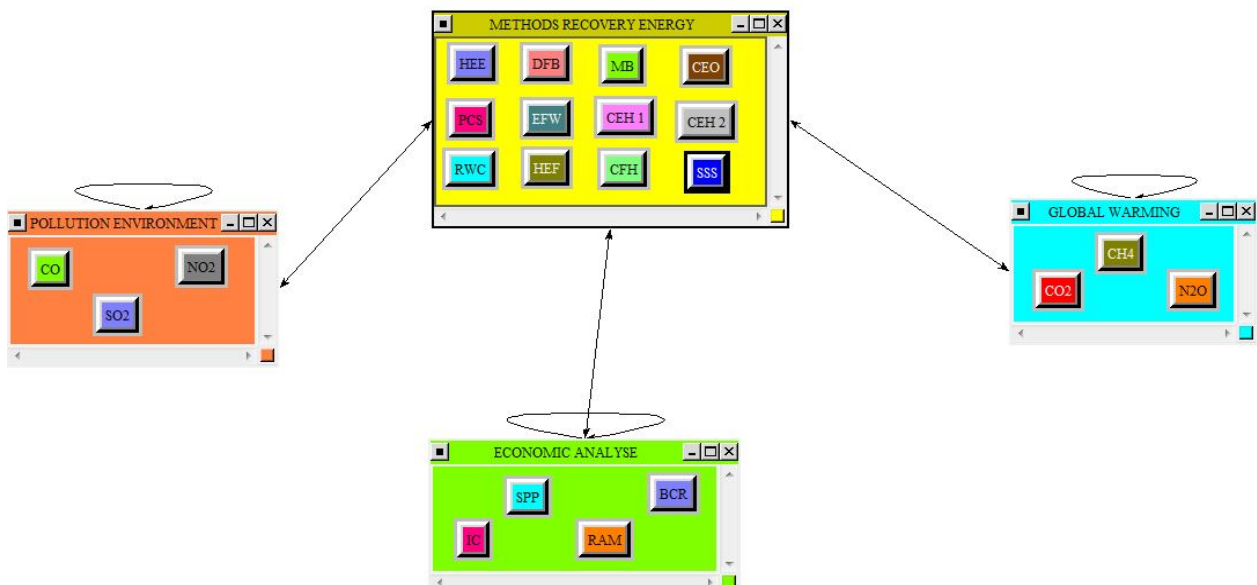 METHODS RECOVERY ENERGY
HEE DFB MB CEO
PCS EFW CEH 1 CEH 2
RWC HEF CFH SSS
POLLUTION ENVIRONMENT
CO NO2
SO2
GLOBAL WARMING
CH4
CO2 N2O
ECONOMIC ANALYSE
SPP BCR
IC RAM